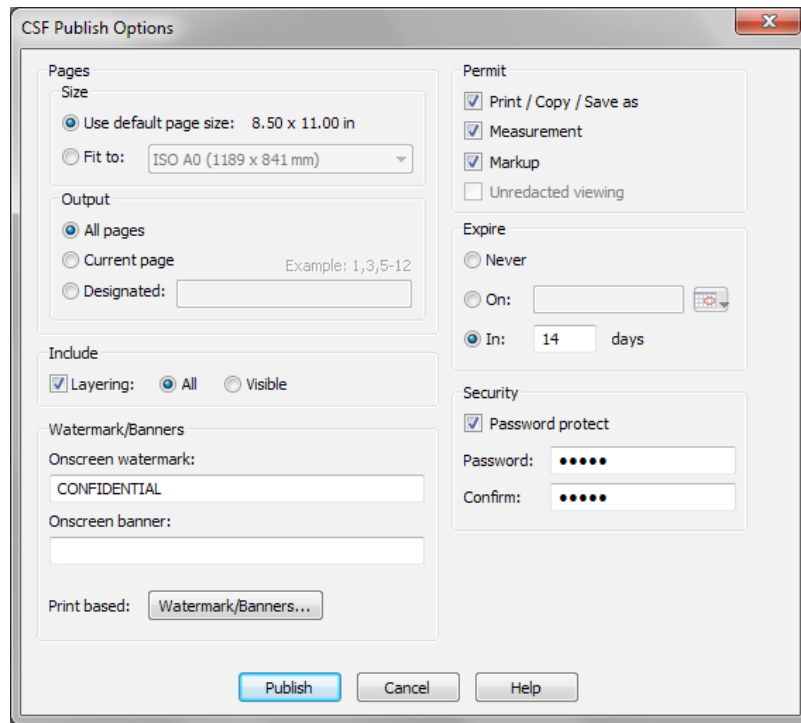 CSF Publish Options
Pages
Size
Use default page size: 8.50 x 11.00 in
Fit to: ISO A0 (1189 x 841 mm)
Output
All pages
Current page
Example: 1,3,5-12
Designated:
Include
Layering: All Visible
Watermark/Banners
Onscreen watermark:
CONFIDENTIAL
Onscreen banner:
Print based: Watermark/Banners...
Permit
Print / Copy / Save as
Measurement
Markup
Unredacted viewing
Expire
Never
On:
In: 14 days
Security
Password protect
Password: •••••
Confirm: •••••
Publish Cancel Help